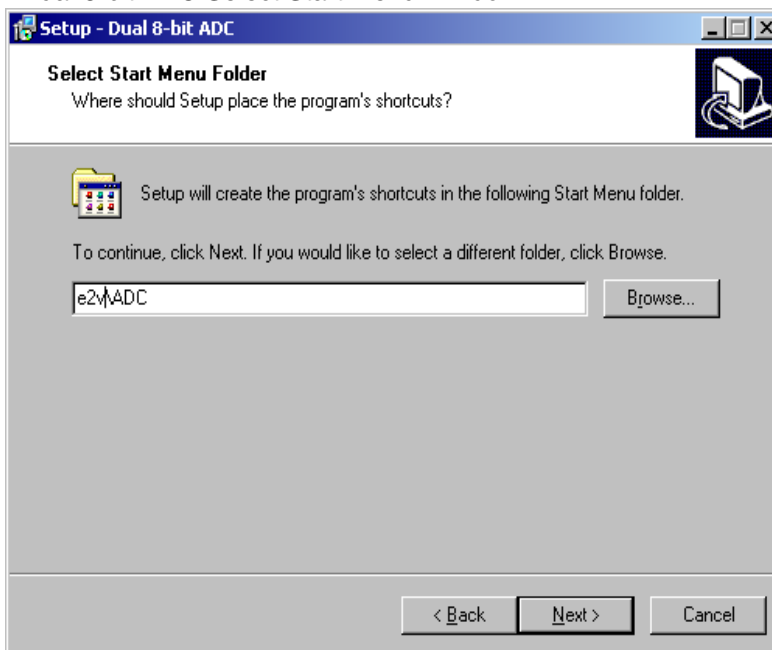 Setup - Dual 8-bit ADC
Select Start Menu Folder
Where should Setup place the program's shortcuts?
Setup will create the program's shortcuts in the following Start Menu folder.
To continue, click Next. If you would like to select a different folder, click Browse.
e2v\ADC
Browse...
< Back
Next >
Cancel